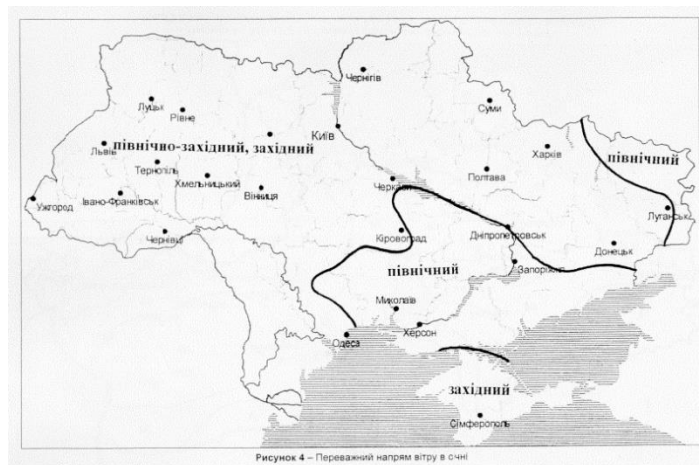 Чернігів
Луцьк
Рівне
Суми
Київ
Львів
північно-західний, західний
Харків
північний
Тернопіль
Хмельницький
Полтава
Черкаси
Ужгород
Івано-Франківськ
Вінниця
Луганськ
Чернівці
Кіровоград
Дніпропетровськ
Донецьк
північний
Запоріжжя
Миколаїв
Херсон
Одеса
західний
Сімферополь
Рисунок 4 – Переважний напрям вітру в січні